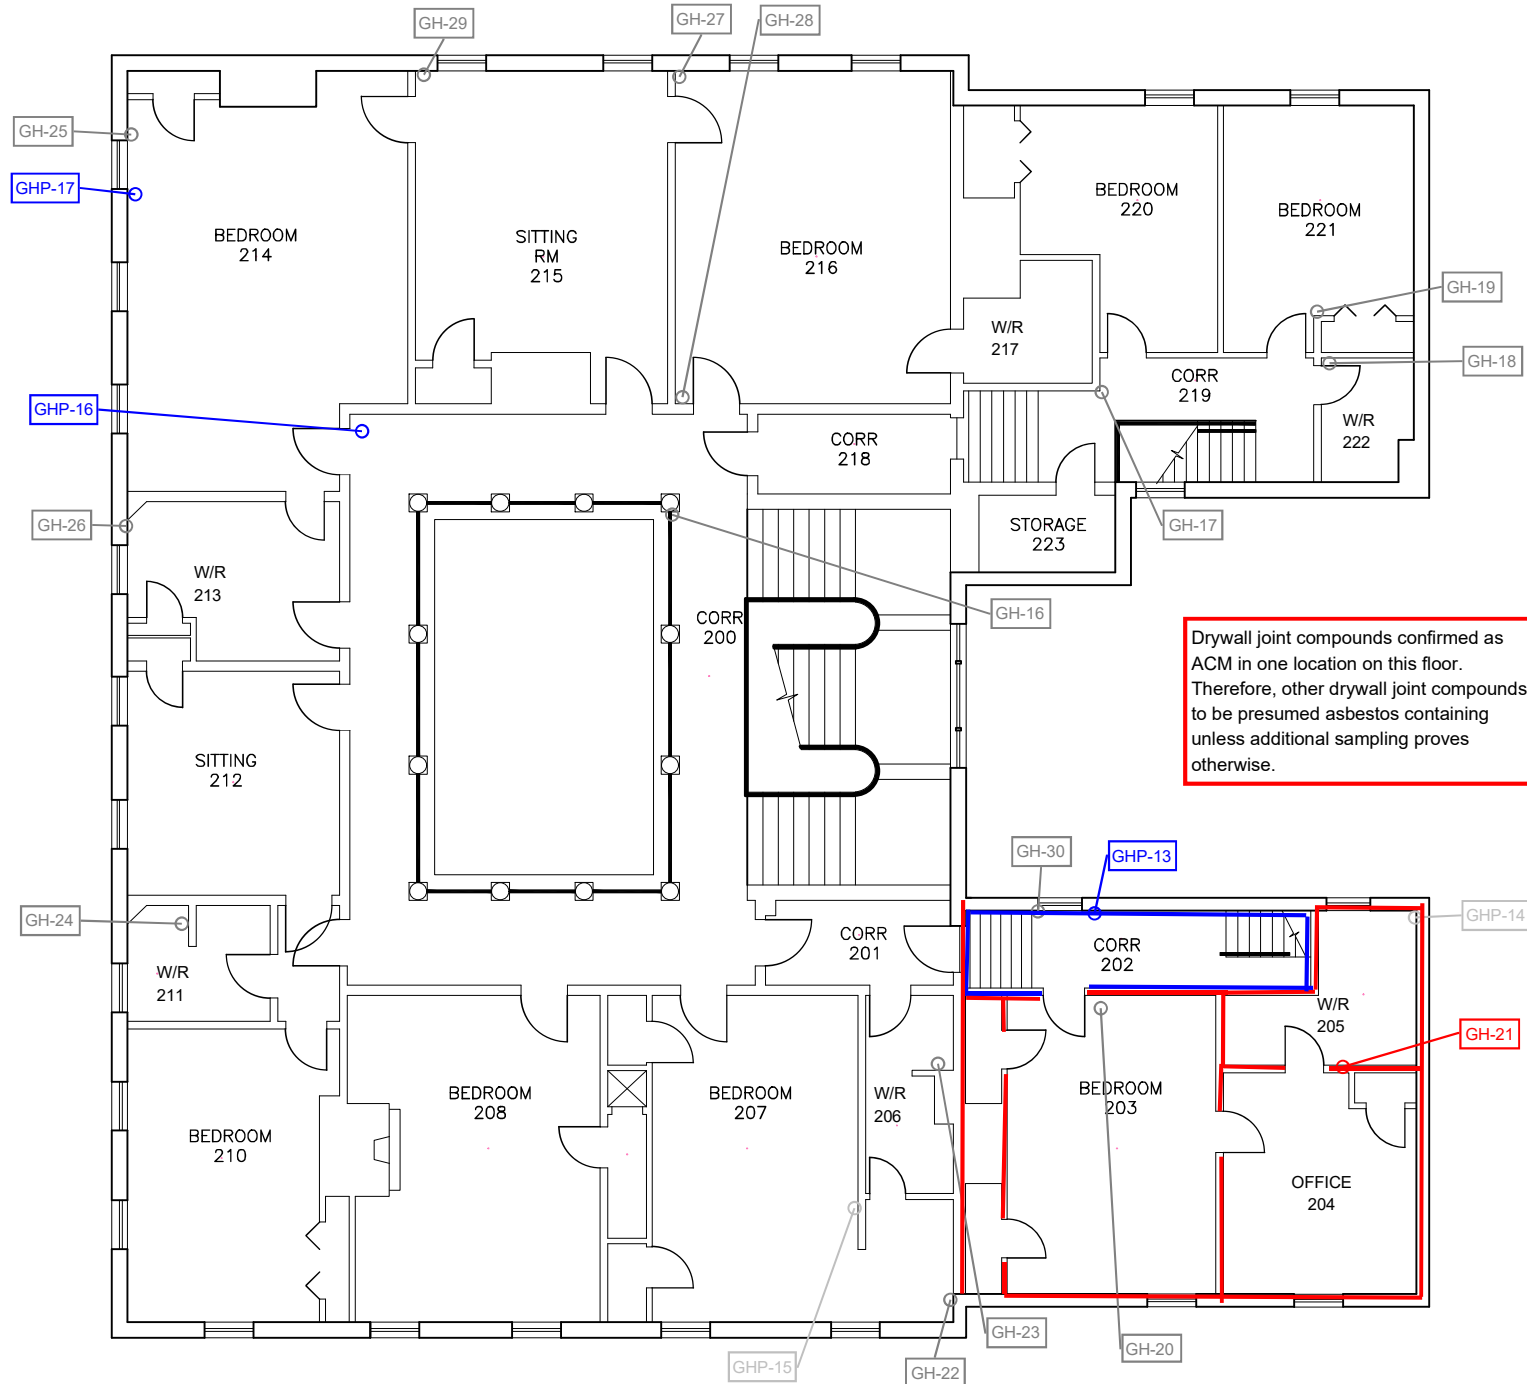 GH-29
GH-27
GH-28
GH-25
GHP-17
BEDROOM
214
SITTING
RM
215
BEDROOM
216
BEDROOM
220
BEDROOM
221
GH-19
W/R
217
GH-18
CORR
219
GHP-16
W/R
222
CORR
218
GH-26
STORAGE
223
GH-17
W/R
213
CORR
200
GH-16
Drywall joint compounds confirmed as
ACM in one location on this floor.
Therefore, other drywall joint compounds
to be presumed asbestos containing
unless additional sampling proves
otherwise.
SITTING
212
GH-30
GHP-13
GH-24
GHP-14
CORR
201
CORR
202
W/R
211
W/R
205
GH-21
BEDROOM
208
BEDROOM
207
W/R
206
BEDROOM
203
BEDROOM
210
OFFICE
204
GHP-15
GH-22
GH-23
GH-20